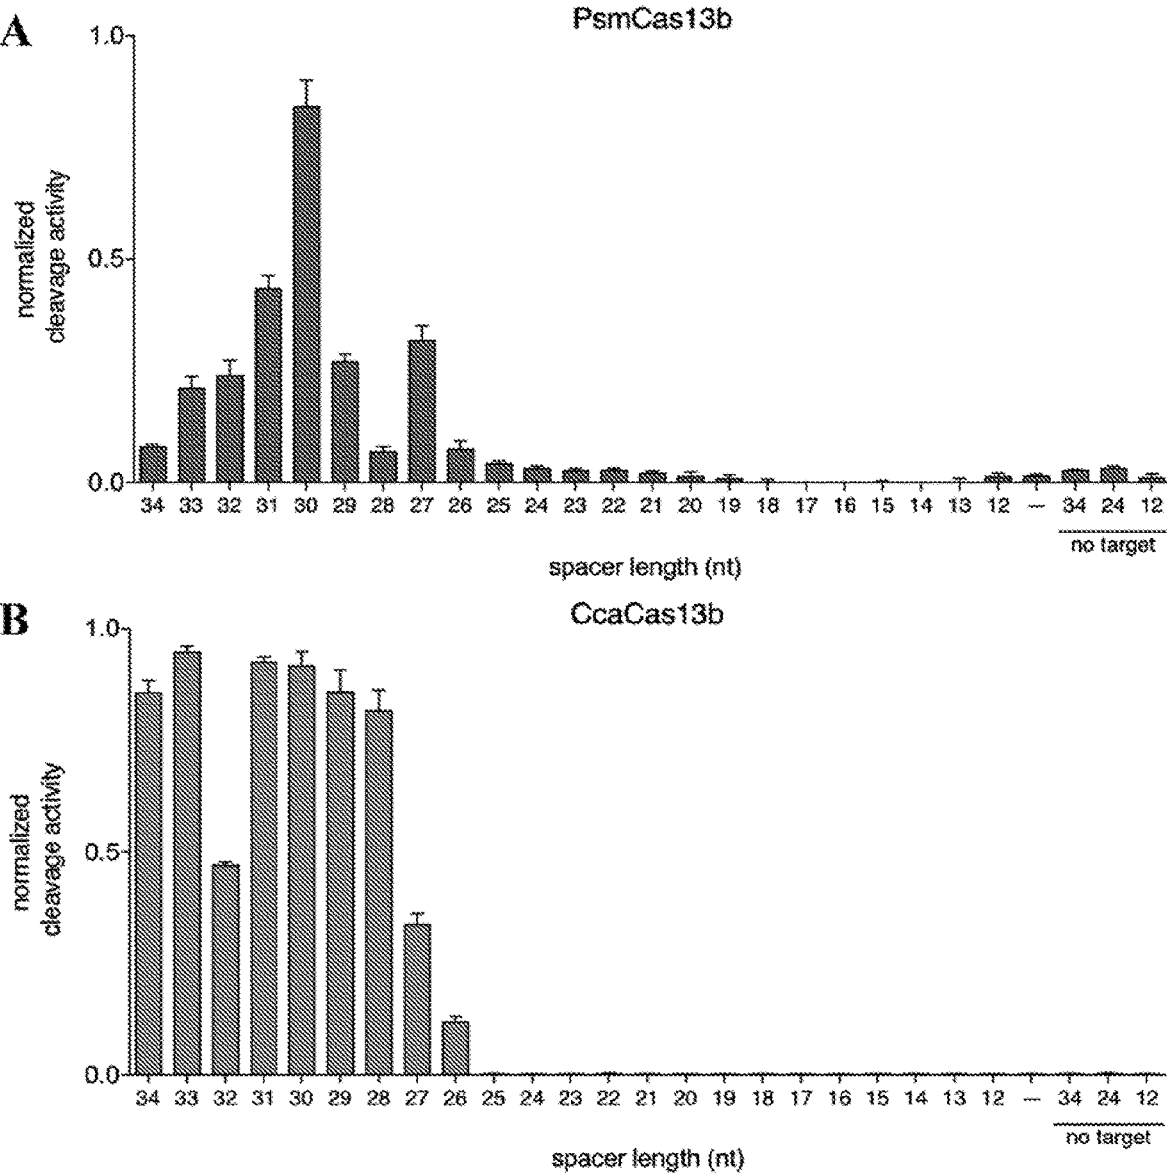 A
PsmCas13b
1.0
0.5
0.0
normalized
cleavage activity
34 33 32 31 30 29 28 27 26 25 24 23 22 21 20 19 18 17 16 15 14 13 12 — 34 24 12
no target
spacer length (nt)
B
CcaCas13b
1.0
0.5
0.0
normalized
cleavage activity
34 33 32 31 30 29 28 27 26 25 24 23 22 21 20 19 18 17 16 15 14 13 12 — 34 24 12
no target
spacer length (nt)